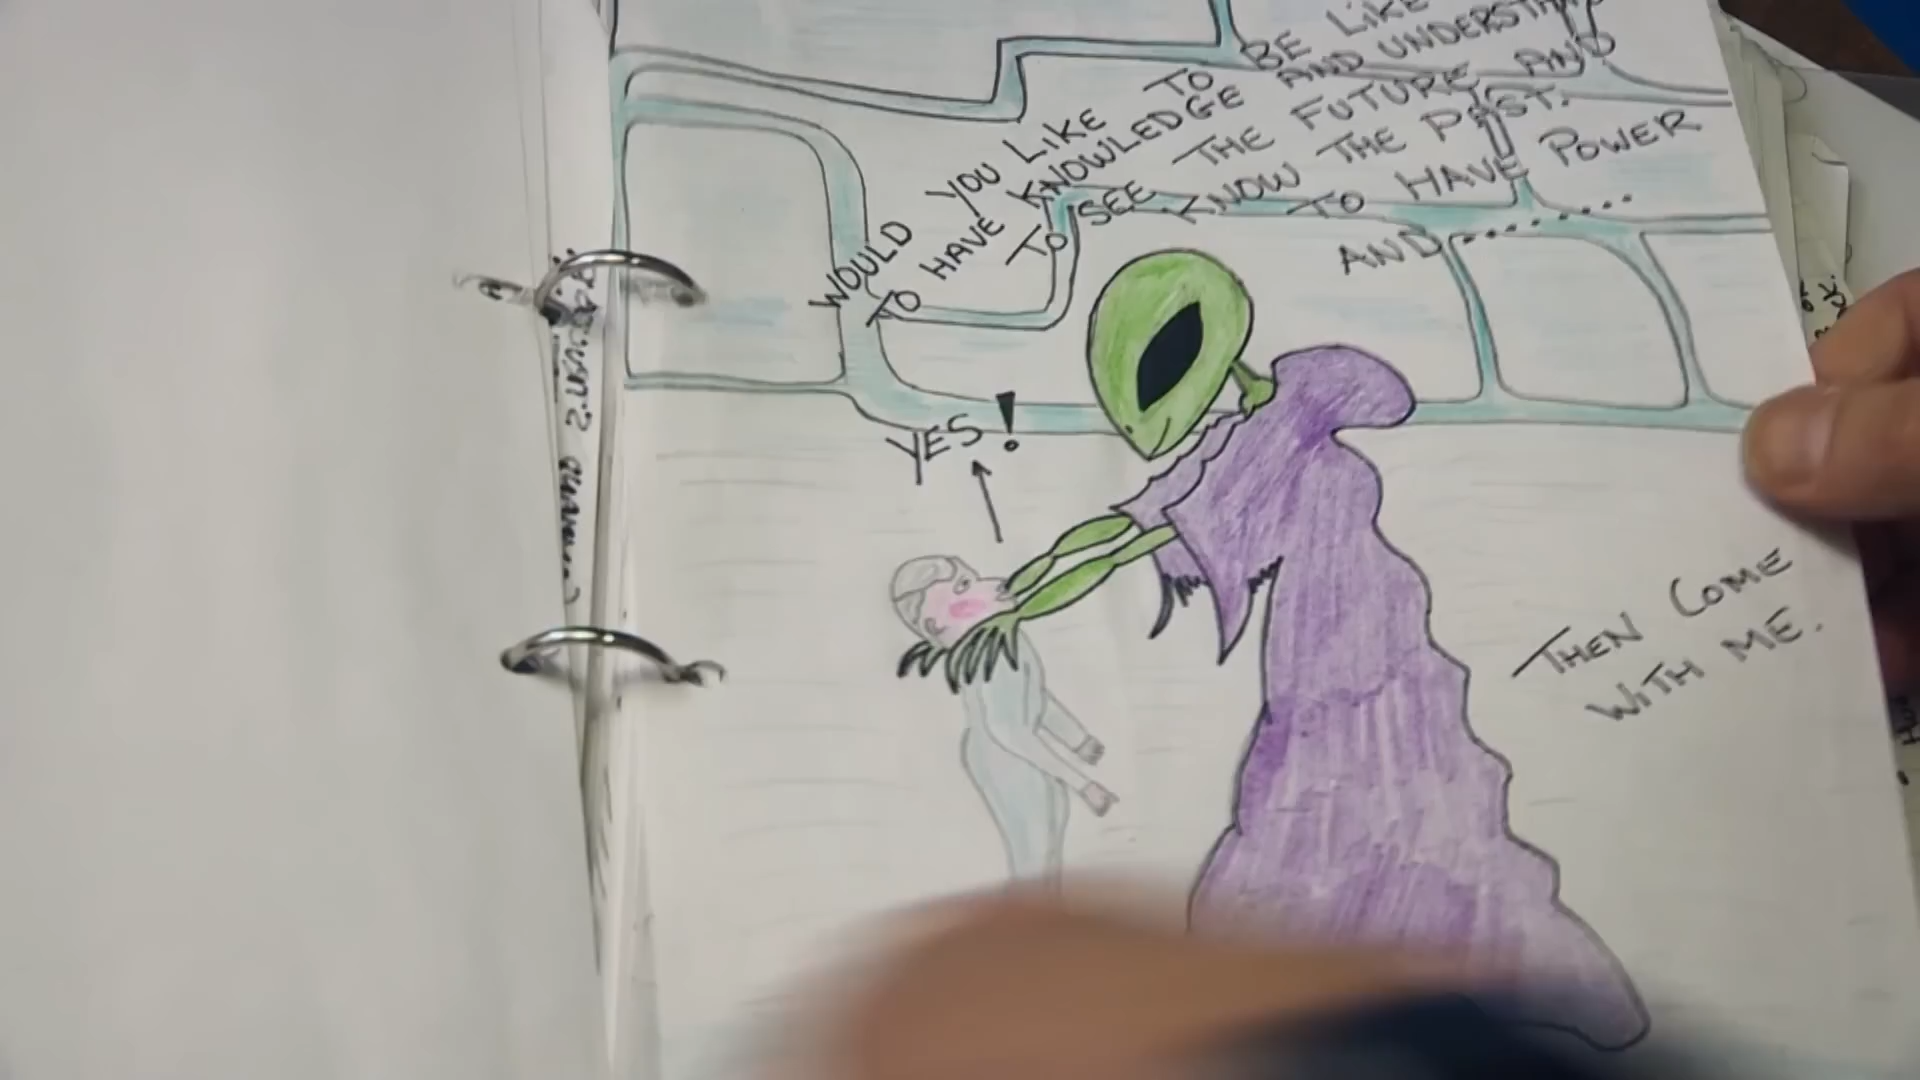 WOULD YOU LIKE TO BE LIKE
TO HAVE KNOWLEDGE AND
TO SEE THE FUTURE AND
KNOW THE PAST.
TO HAVE POWER
AND.........
YES!
THEN COME
WITH ME.